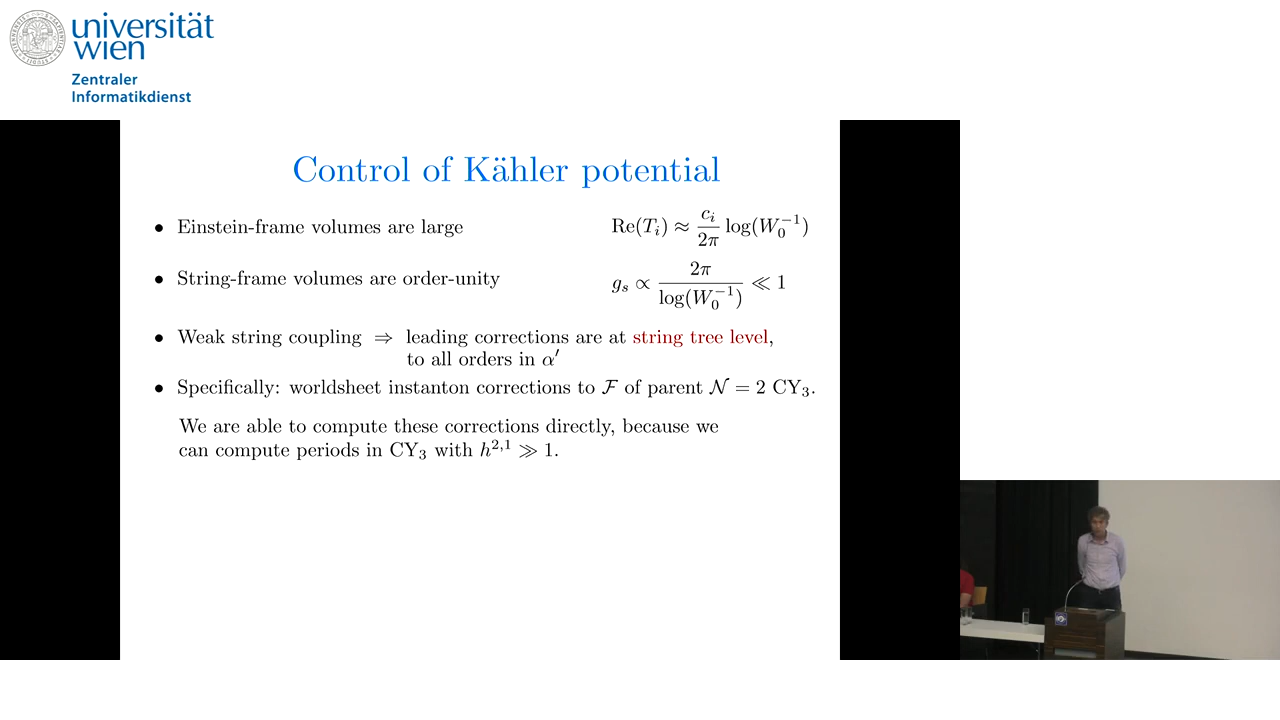 universität
wien
Zentraler
Informatikdienst
Control of Kähler potential
• Einstein-frame volumes are large Re(T_i) ≈ c_i/2π log(W_0^{-1})
• String-frame volumes are order-unity g_s ∝ 2π/log(W_0^{-1}) ≪ 1
• Weak string coupling ⇒ leading corrections are at string tree level,
to all orders in α′
• Specifically: worldsheet instanton corrections to ℱ of parent 𝒩 = 2 CY₃.
We are able to compute these corrections directly, because we
can compute periods in CY₃ with h^{2,1} ≫ 1.